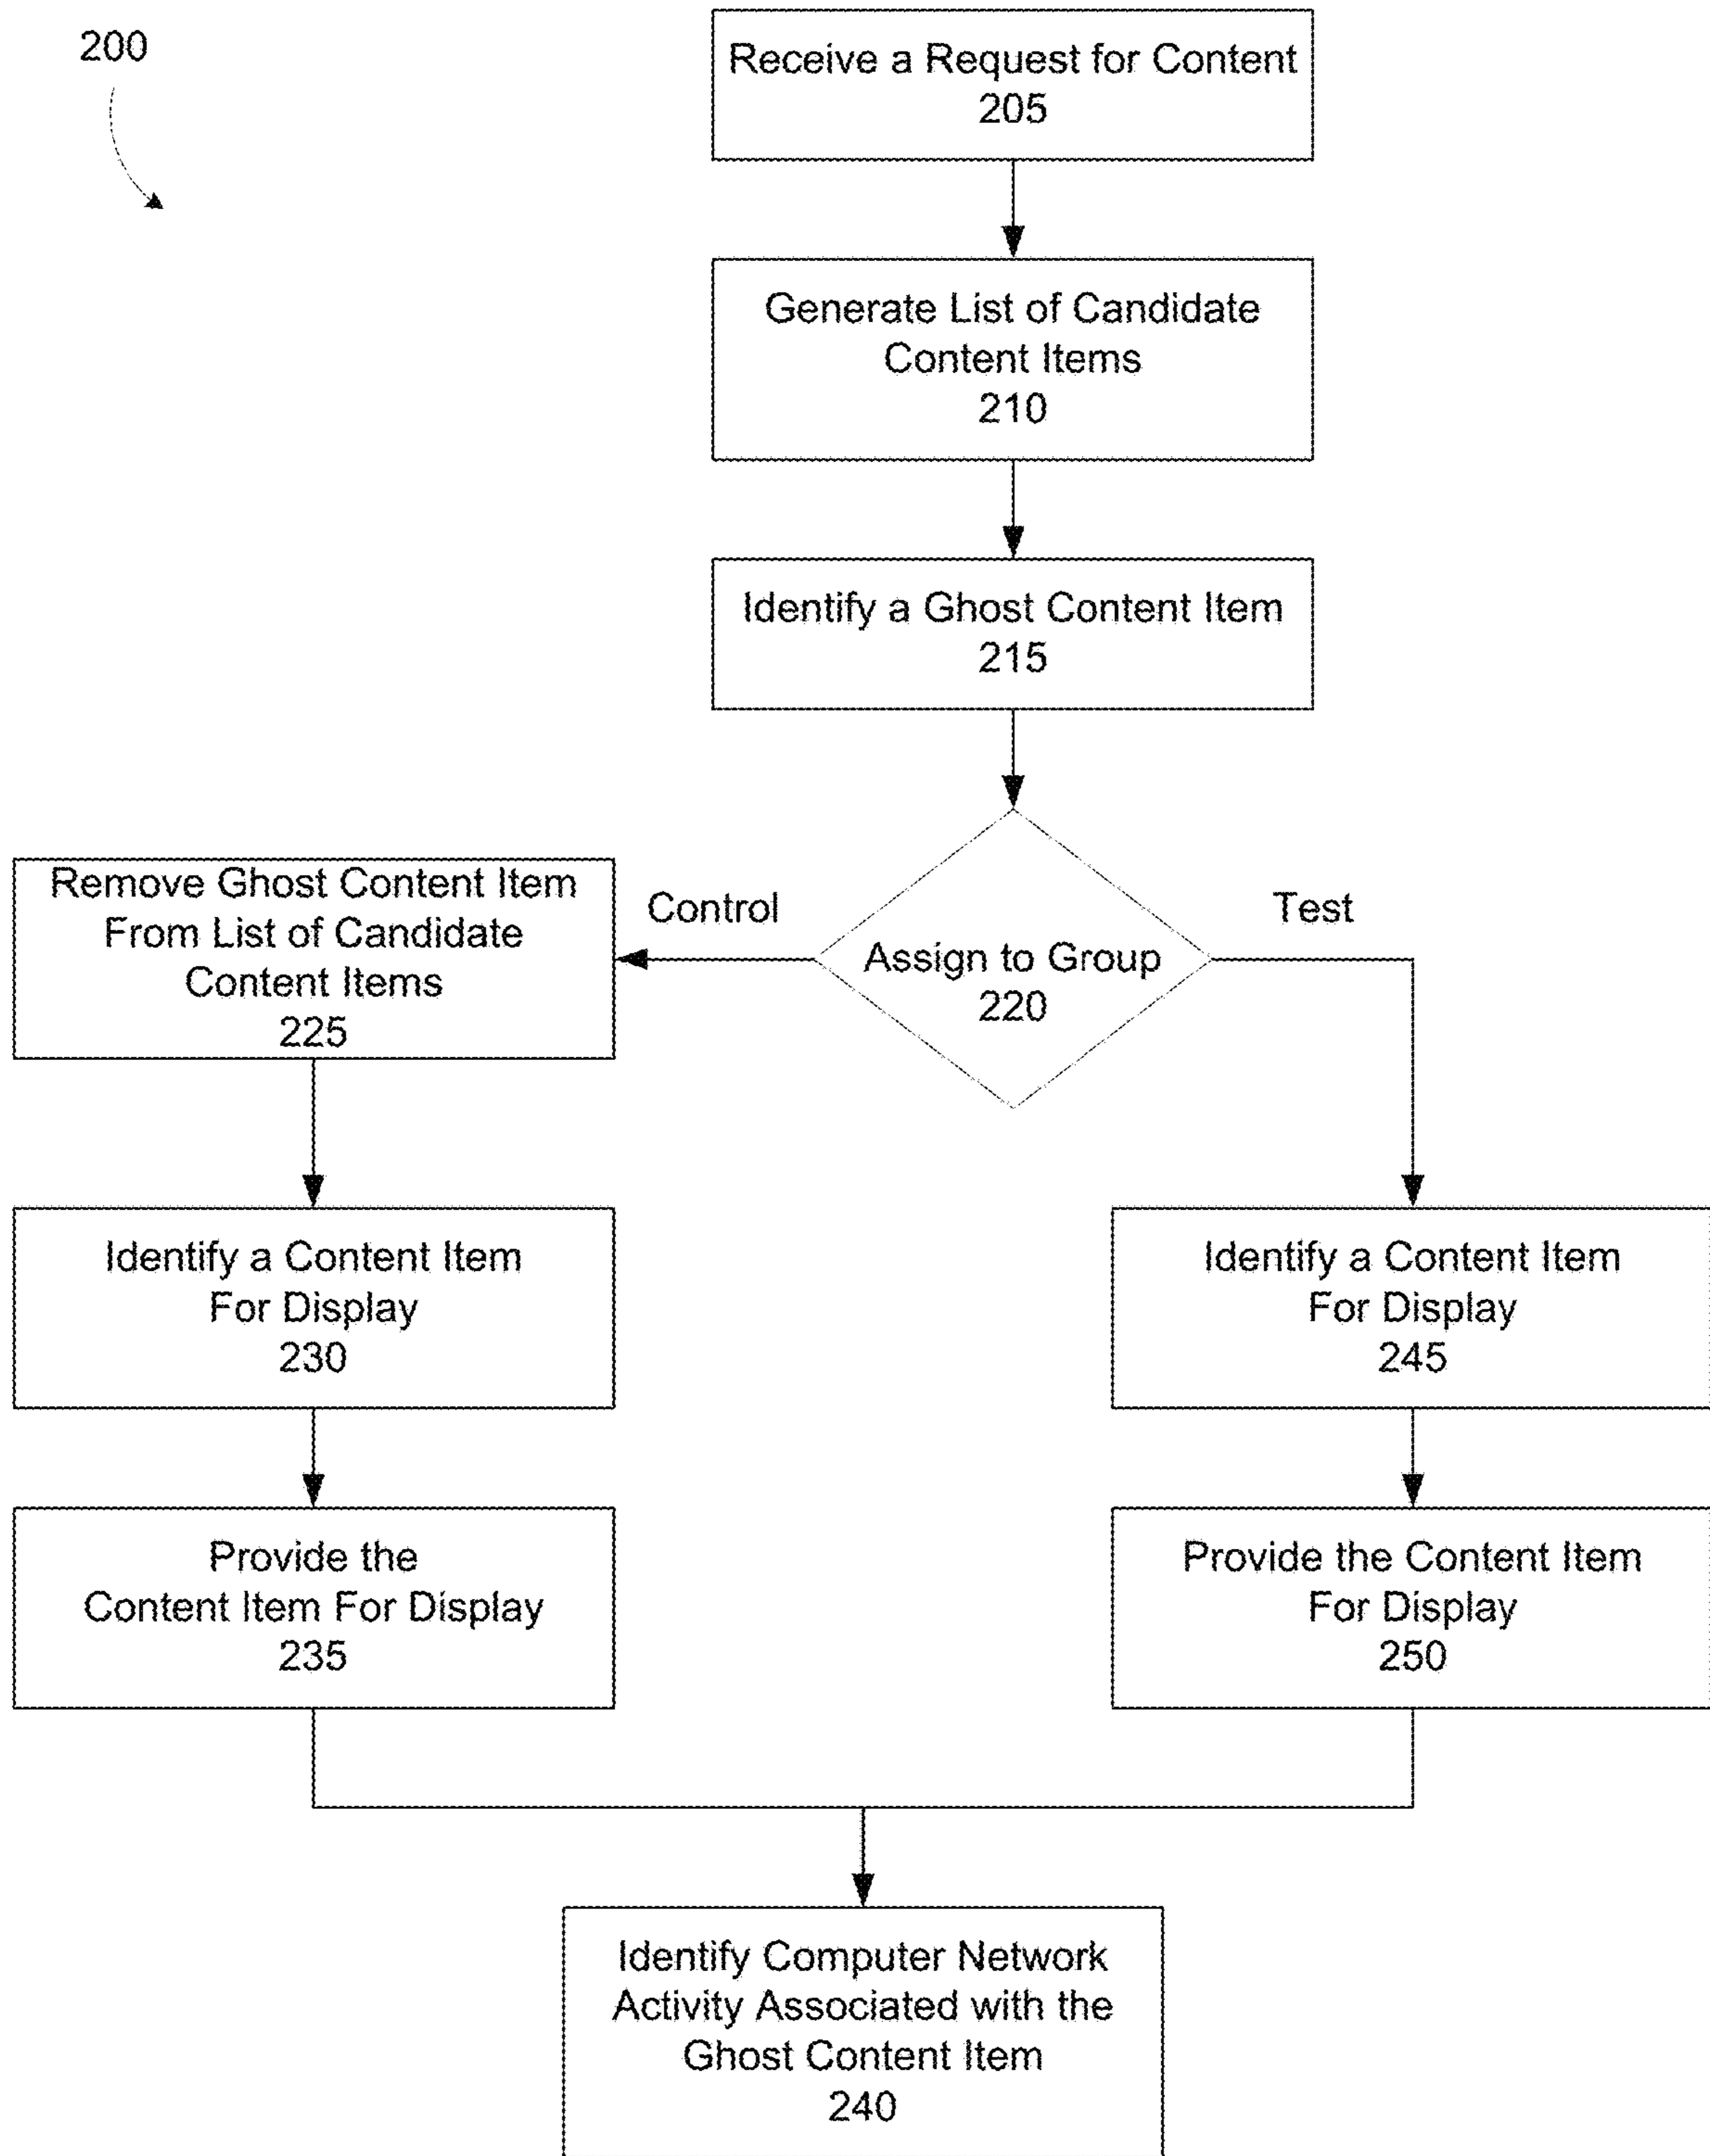 200
Receive a Request for Content
205
Generate List of Candidate
Content Items
210
Identify a Ghost Content Item
215
Assign to Group
220
Control
Test
Remove Ghost Content Item
From List of Candidate
Content Items
225
Identify a Content Item
For Display
230
Provide the
Content Item For Display
235
Identify a Content Item
For Display
245
Provide the Content Item
For Display
250
Identify Computer Network
Activity Associated with the
Ghost Content Item
240